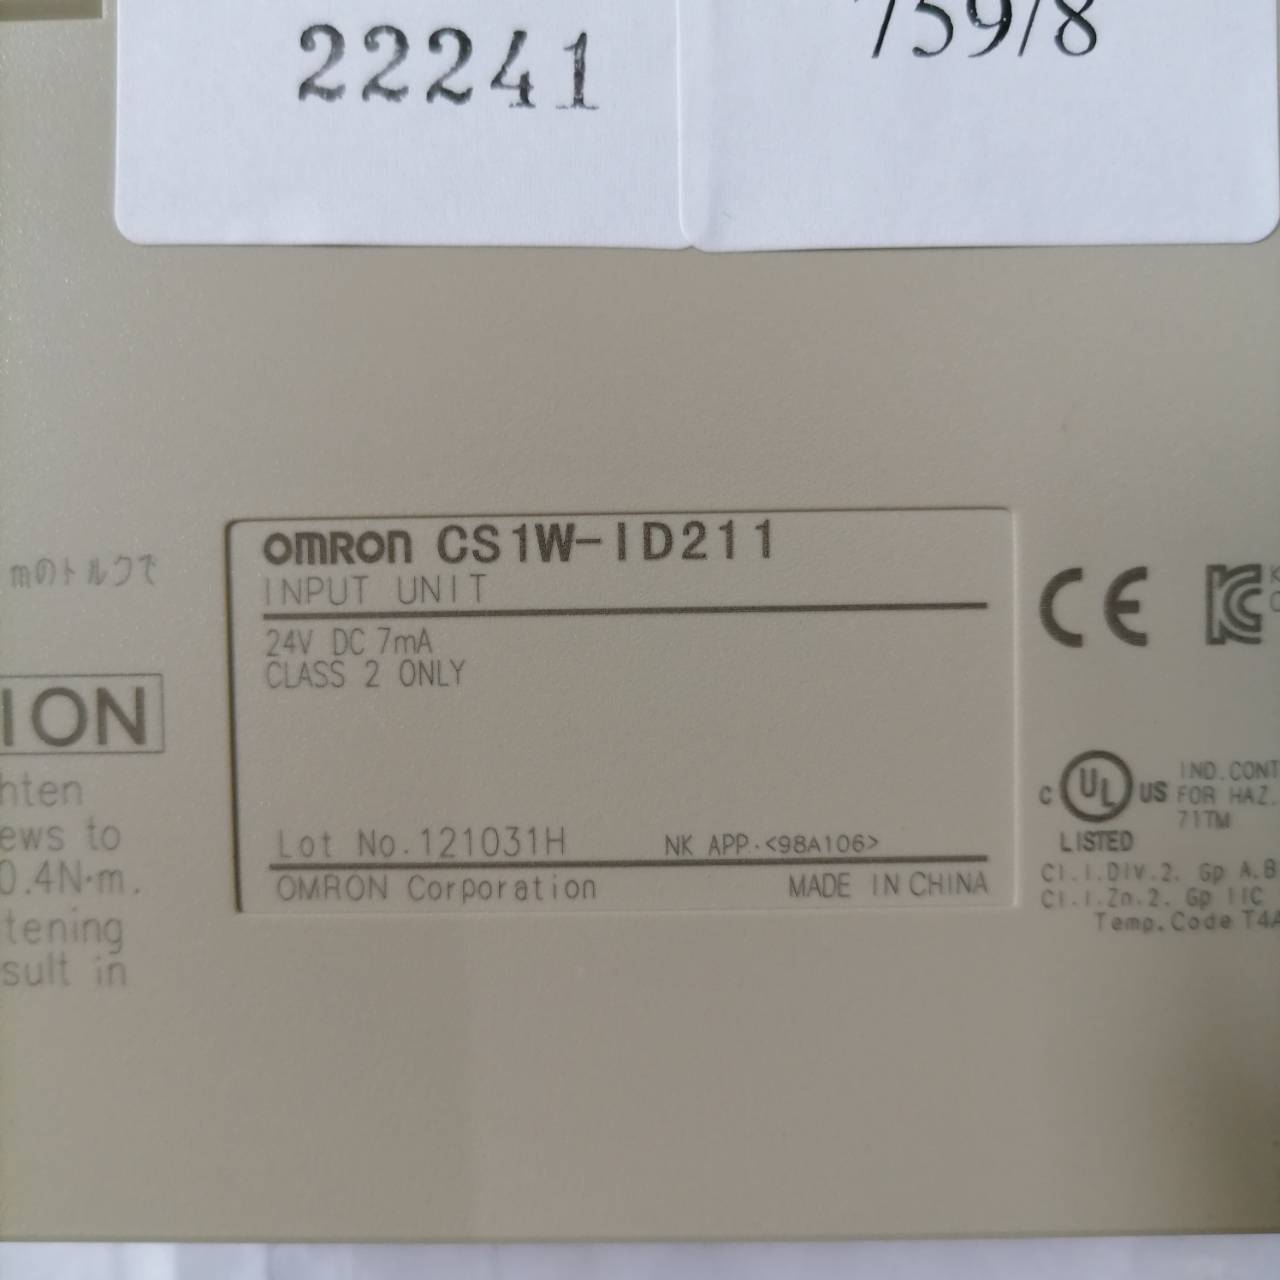 22241
759/8
OMRON CS1W-ID211
INPUT UNIT
24V DC 7mA
CLASS 2 ONLY
Lot No. 121031H NK APP.:<98A106>
OMRON Corporation MADE IN CHINA
mのトルクで
ION
hten
ews to
0.4N·m.
tening
sult in
CE
C UL US
LISTED
IND.CONT
FOR HAZ.
71TM
Cl.I.DIV.2. Gp A.B
Cl.I.Zn.2. Gp IIC
Temp.Code T4A